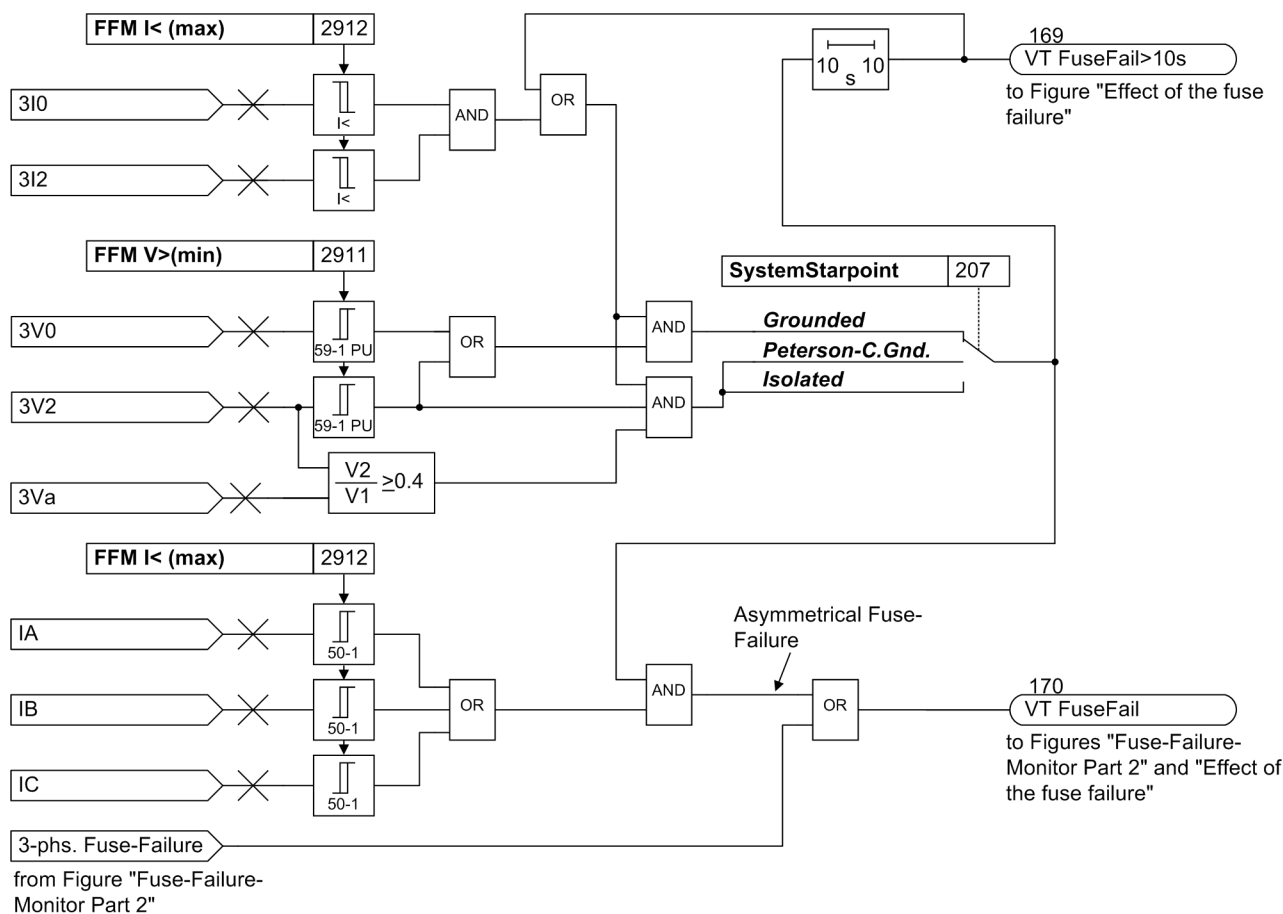 FFM I< (max) 2912
3I0
I<
AND
OR
3I2
I<
10 10
s
169
VT FuseFail>10s
to Figure "Effect of the fuse
failure"
FFM V>(min) 2911
3V0
59-1 PU
OR
AND
3V2
59-1 PU
AND
3Va
V2
V1
≥0.4
SystemStarpoint 207
Grounded
Peterson-C.Gnd.
Isolated
FFM I< (max) 2912
IA
50-1
IB
50-1
OR
IC
50-1
AND
Asymmetrical Fuse-
Failure
OR
170
VT FuseFail
to Figures "Fuse-Failure-
Monitor Part 2" and "Effect of
the fuse failure"
3-phs. Fuse-Failure
from Figure "Fuse-Failure-
Monitor Part 2"